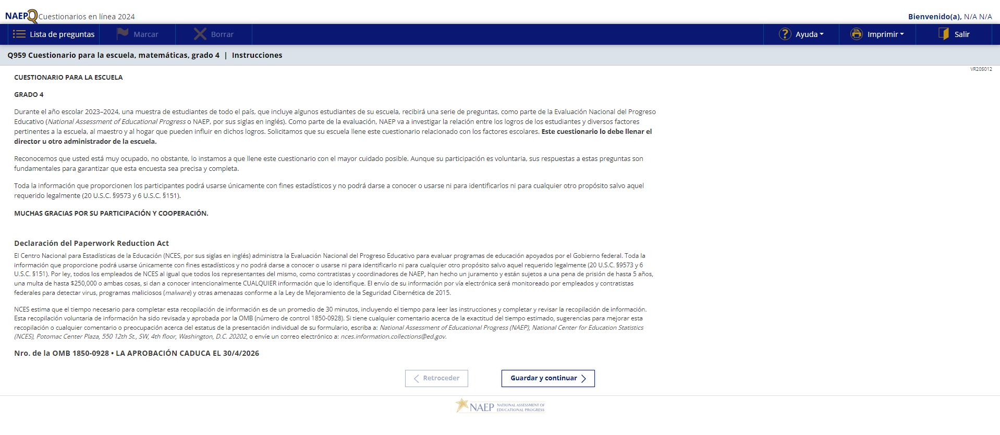 NAEPQ Cuestionarios en línea 2024
Bienvenido(a), N/A N/A
Lista de preguntas
Marcar
Borrar
Ayuda
Imprimir
Salir
Q959 Cuestionario para la escuela, matemáticas, grado 4 | Instrucciones
VR205012
CUESTIONARIO PARA LA ESCUELA
GRADO 4
Durante el año escolar 2023–2024, una muestra de estudiantes de todo el país, que incluye algunos estudiantes de su escuela, recibirá una serie de preguntas, como parte de la Evaluación Nacional del Progreso
Educativo (National Assessment of Educational Progress o NAEP, por sus siglas en inglés). Como parte de la evaluación, NAEP va a investigar la relación entre los logros de los estudiantes y diversos factores
pertinentes a la escuela, al maestro y al hogar que pueden influir en dichos logros. Solicitamos que su escuela llene este cuestionario relacionado con los factores escolares. Este cuestionario lo debe llenar el
director u otro administrador de la escuela.
Reconocemos que usted está muy ocupado, no obstante, lo instamos a que llene este cuestionario con el mayor cuidado posible. Aunque su participación es voluntaria, sus respuestas a estas preguntas son
fundamentales para garantizar que esta encuesta sea precisa y completa.
Toda la información que proporcionen los participantes podrá usarse únicamente con fines estadísticos y no podrá darse a conocer o usarse ni para identificarlos ni para cualquier otro propósito salvo aquel
requerido legalmente (20 U.S.C. §9573 y 6 U.S.C. §151).
MUCHAS GRACIAS POR SU PARTICIPACIÓN Y COOPERACIÓN.
Declaración del Paperwork Reduction Act
El Centro Nacional para Estadísticas de la Educación (NCES, por sus siglas en inglés) administra la Evaluación Nacional del Progreso Educativo para evaluar programas de educación apoyados por el Gobierno federal. Toda la
información que proporcione podrá usarse únicamente con fines estadísticos y no podrá darse a conocer o usarse ni para identificarlo ni para cualquier otro propósito salvo aquel requerido legalmente (20 U.S.C. §9573 y 6
U.S.C. §151). Por ley, todos los empleados de NCES al igual que todos los representantes del mismo, como contratistas y coordinadores de NAEP, han hecho un juramento y están sujetos a una pena de prisión de hasta 5 años,
una multa de hasta $250,000 o ambas cosas, si dan a conocer intencionalmente CUALQUIER información que lo identifique. El envío de su información por vía electrónica será monitoreado por empleados y contratistas
federales para detectar virus, programas maliciosos (malware) y otras amenazas conforme a la Ley de Mejoramiento de la Seguridad Cibernética de 2015.
NCES estima que el tiempo necesario para completar esta recopilación de información es de un promedio de 30 minutos, incluyendo el tiempo para leer las instrucciones y completar y revisar la recopilación de información.
Esta recopilación voluntaria de información ha sido revisada y aprobada por la OMB (número de control 1850-0928). Si tiene cualquier comentario acerca de la exactitud del tiempo estimado, sugerencias para mejorar esta
recopilación o cualquier comentario o preocupación acerca del estatus de la presentación individual de su formulario, escriba a: National Assessment of Educational Progress (NAEP), National Center for Education Statistics
(NCES), Potomac Center Plaza, 550 12th St., SW, 4th floor, Washington, D.C. 20202, o envíe un correo electrónico a: nces.information.collections@ed.gov.
Nro. de la OMB 1850-0928 • LA APROBACIÓN CADUCA EL 30/4/2026
Retroceder
Guardar y continuar
NAEP NATIONAL ASSESSMENT OF
EDUCATIONAL PROGRESS